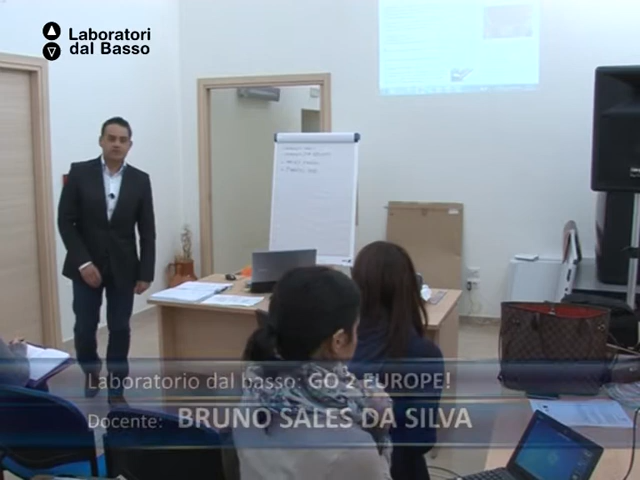 Laboratori
dal Basso
Laboratorio dal basso: GO 2 EUROPE!
Docente: BRUNO SALES DA SILVA